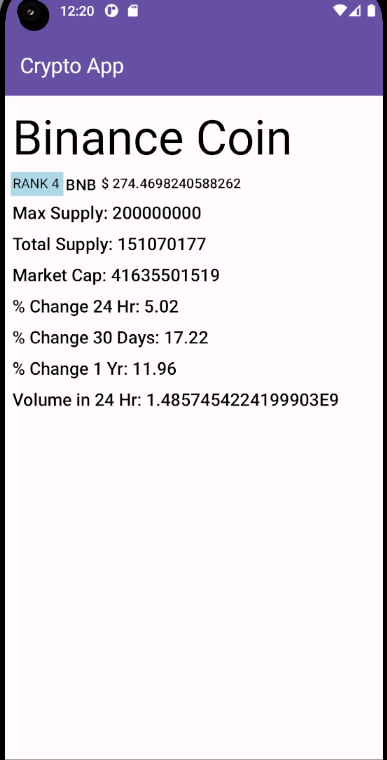 12:20
Crypto App
Binance Coin
RANK 4 BNB $ 274.4698240588262
Max Supply: 200000000
Total Supply: 151070177
Market Cap: 41635501519
% Change 24 Hr: 5.02
% Change 30 Days: 17.22
% Change 1 Yr: 11.96
Volume in 24 Hr: 1.4857454224199903E9